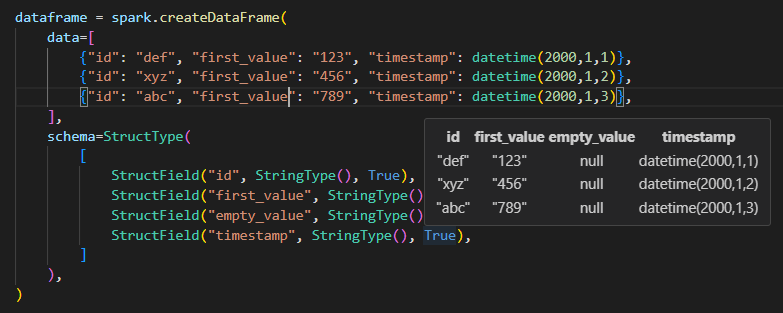 dataframe = spark.createDataFrame(
data=[
{"id": "def", "first_value": "123", "timestamp": datetime(2000,1,1)},
{"id": "xyz", "first_value": "456", "timestamp": datetime(2000,1,2)},
{"id": "abc", "first_value": "789", "timestamp": datetime(2000,1,3)},
],
schema=StructType(
[
StructField("id", StringType(), True),
StructField("first_value", StringType()
StructField("empty_value", StringType()
StructField("timestamp", StringType(), True),
]
),
)
id first_value empty_value timestamp
"def" "123" null datetime(2000,1,1)
"xyz" "456" null datetime(2000,1,2)
"abc" "789" null datetime(2000,1,3)